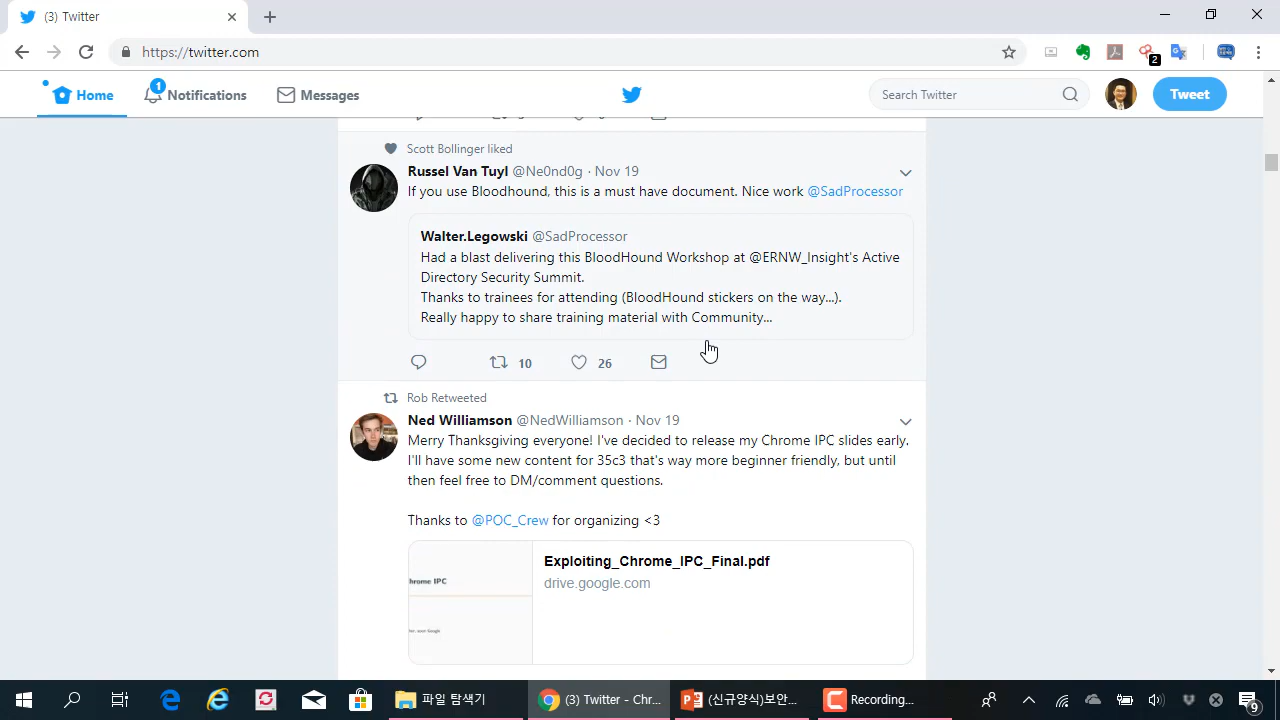 (3) Twitter
https://twitter.com
2
Home
1
Notifications
Messages
Search Twitter
Tweet
Scott Bollinger liked
Russel Van Tuyl @Ne0nd0g · Nov 19
If you use Bloodhound, this is a must have document. Nice work @SadProcessor
Walter.Legowski @SadProcessor
Had a blast delivering this BloodHound Workshop at @ERNW_Insight's Active
Directory Security Summit.
Thanks to trainees for attending (BloodHound stickers on the way...).
Really happy to share training material with Community...
10
26
Rob Retweeted
Ned Williamson @NedWilliamson · Nov 19
Merry Thanksgiving everyone! I've decided to release my Chrome IPC slides early.
I'll have some new content for 35c3 that's way more beginner friendly, but until
then feel free to DM/comment questions.
Thanks to @POC_Crew for organizing <3
hrome IPC
Exploiting_Chrome_IPC_Final.pdf
drive.google.com
파일 탐색기
(3) Twitter - Chr...
(신규양식)보안...
Recording...
9